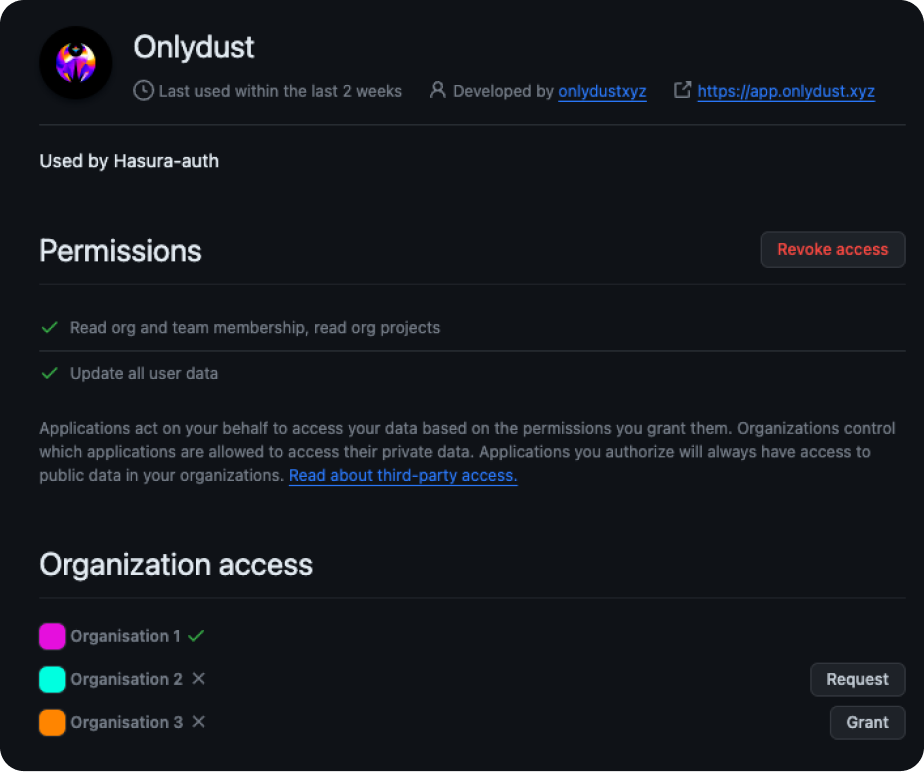 Onlydust
Last used within the last 2 weeks Developed by onlydustxyz https://app.onlydust.xyz
Used by Hasura-auth
Permissions
Revoke access
Read org and team membership, read org projects
Update all user data
Applications act on your behalf to access your data based on the permissions you grant them. Organizations control
which applications are allowed to access their private data. Applications you authorize will always have access to
public data in your organizations. Read about third-party access.
Organization access
Organisation 1
Organisation 2
Request
Organisation 3
Grant